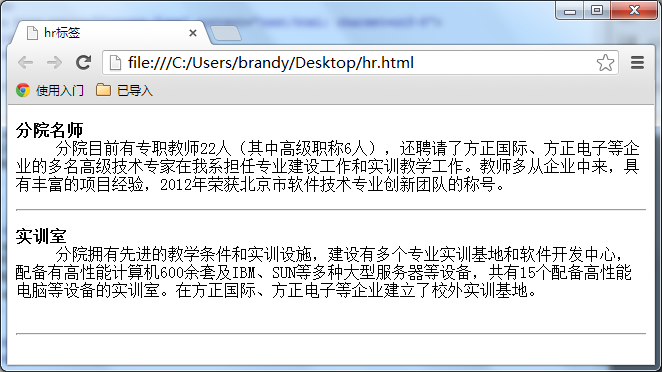 hr标签
file:///C:/Users/brandy/Desktop/hr.html
使用入门
已导入
分院名师
分院目前有专职教师22人（其中高级职称6人），还聘请了方正国际、方正电子等企
业的多名高级技术专家在我系担任专业建设工作和实训教学工作。教师多从企业中来，具
有丰富的项目经验，2012年荣获北京市软件技术专业创新团队的称号。
实训室
分院拥有先进的教学条件和实训设施，建设有多个专业实训基地和软件开发中心，
配备有高性能计算机600余套及IBM、SUN等多种大型服务器等设备，共有15个配备高性能
电脑等设备的实训室。在方正国际、方正电子等企业建立了校外实训基地。